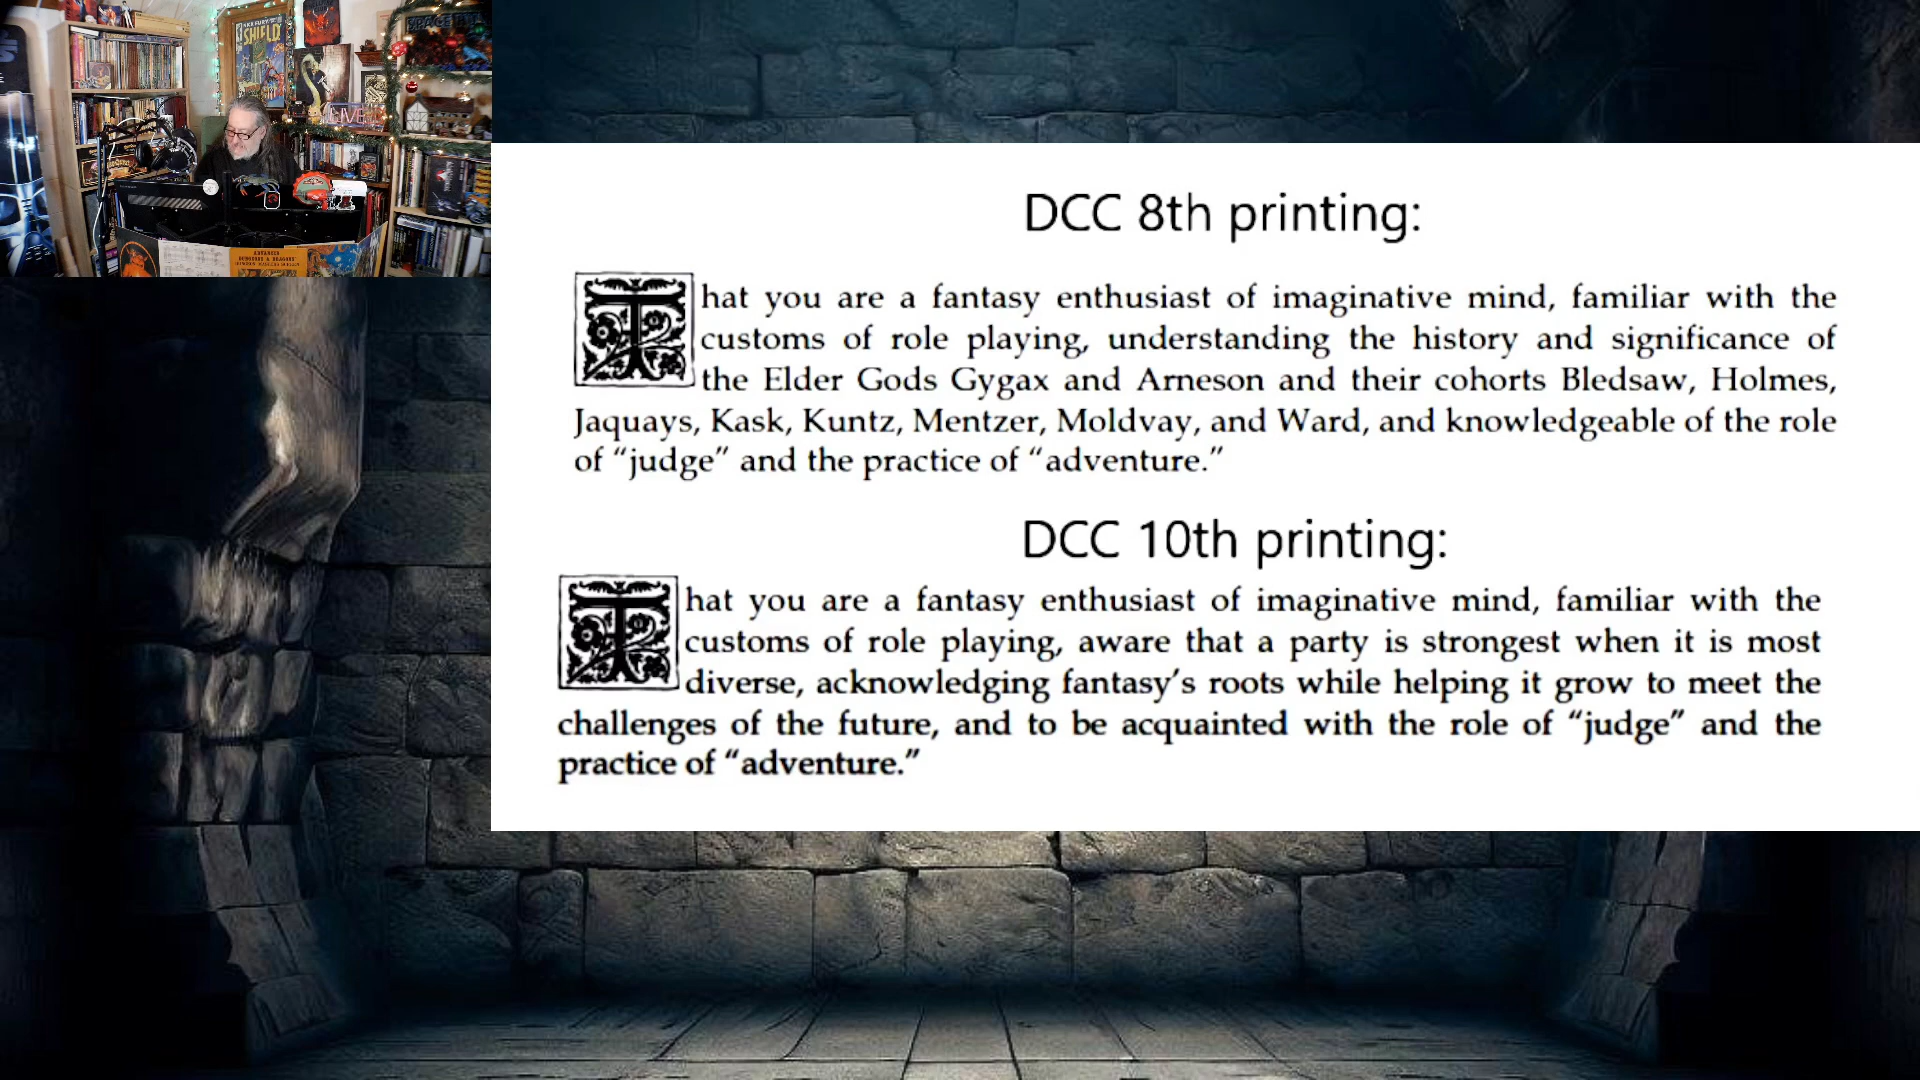 SHIELD
LIVE
ADVANCED
DUNGEONS & DRAGONS
DCC 8th printing:
That you are a fantasy enthusiast of imaginative mind, familiar with the
customs of role playing, understanding the history and significance of
the Elder Gods Gygax and Arneson and their cohorts Bledsaw, Holmes,
Jaquays, Kask, Kuntz, Mentzer, Moldvay, and Ward, and knowledgeable of the role
of “judge” and the practice of “adventure.”
DCC 10th printing:
That you are a fantasy enthusiast of imaginative mind, familiar with the
customs of role playing, aware that a party is strongest when it is most
diverse, acknowledging fantasy’s roots while helping it grow to meet the
challenges of the future, and to be acquainted with the role of “judge” and the
practice of “adventure.”